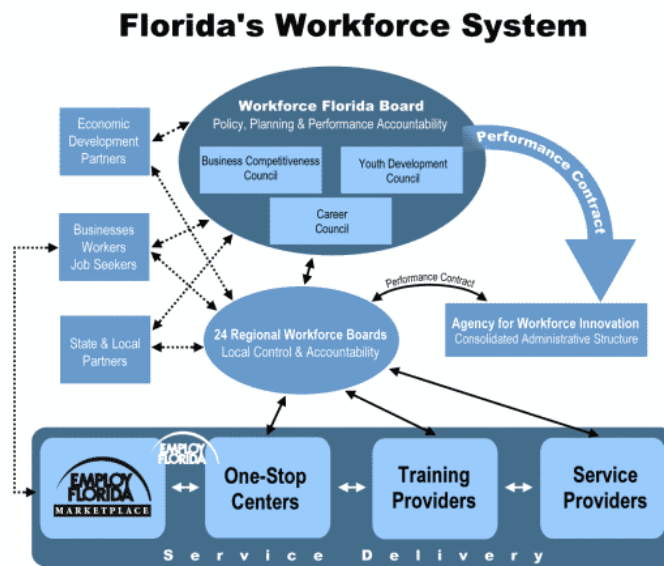 Florida's Workforce System
Workforce Florida Board
Policy, Planning & Performance Accountability
Business Competitiveness
Council
Youth Development
Council
Career
Council
Performance Contract
Economic
Development
Partners
Businesses
Workers
Job Seekers
State & Local
Partners
24 Regional Workforce Boards
Local Control & Accountability
Performance Contract
Agency for Workforce Innovation
Consolidated Administrative Structure
EMPLOY
FLORIDA
MARKETPLACE
EMPLOY
FLORIDA
One-Stop
Centers
Training
Providers
Service
Providers
Service Delivery